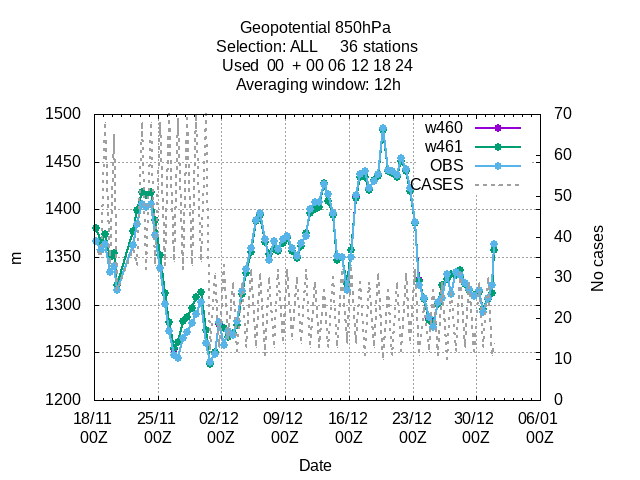 Geopotential 850hPa
Selection: ALL 36 stations
Used 00 + 00 06 12 18 24
Averaging window: 12h
1500
1450
1400
1350
1300
1250
1200
m
70
60
50
40
30
20
10
0
No cases
w460
w461
OBS
CASES
18/11 25/11 02/12 09/12 16/12 23/12 30/12 06/01
00Z 00Z 00Z 00Z 00Z 00Z 00Z 00Z
Date